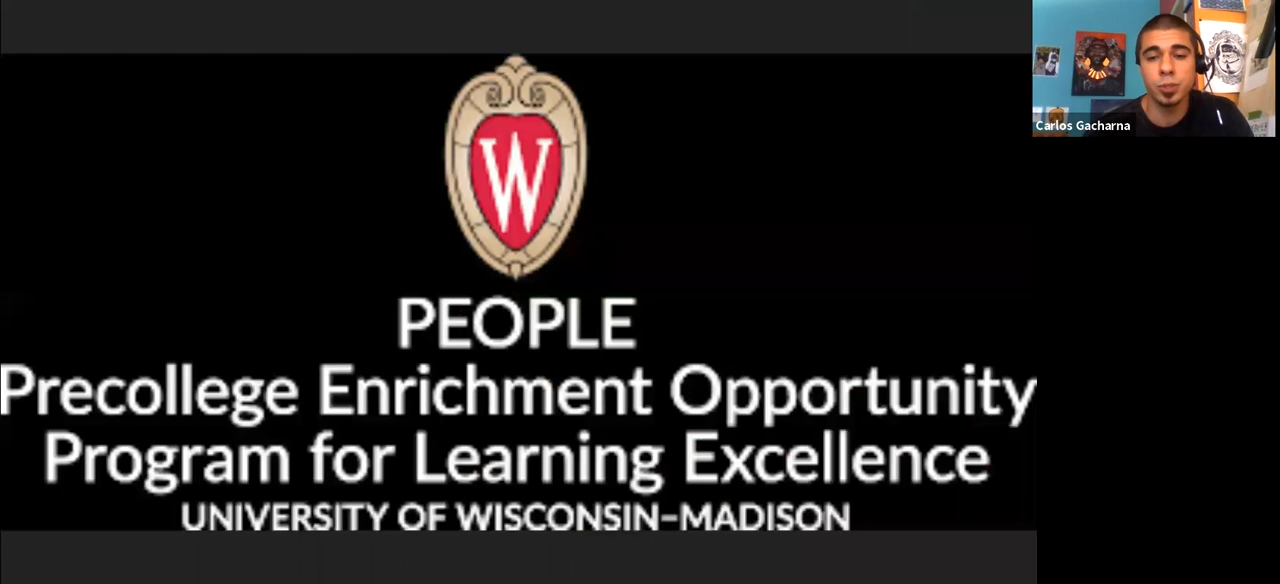 W
PEOPLE
Precollege Enrichment Opportunity
Program for Learning Excellence
UNIVERSITY OF WISCONSIN–MADISON
Carlos Gacharna